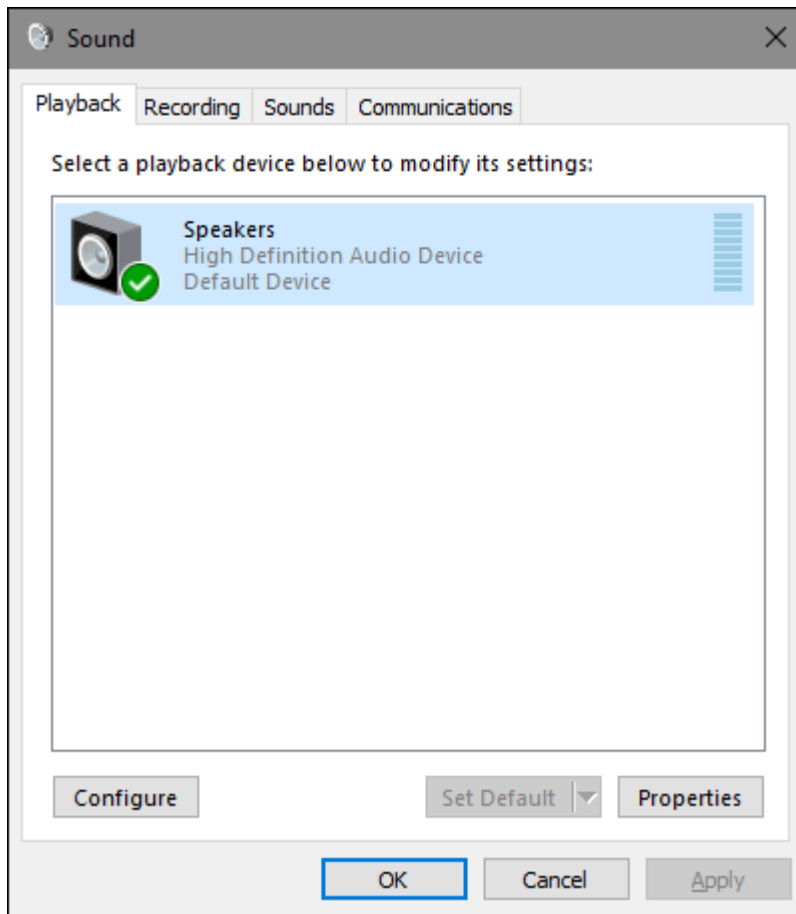 Sound
Playback Recording Sounds Communications
Select a playback device below to modify its settings:
Speakers
High Definition Audio Device
Default Device
Configure Set Default Properties
OK Cancel Apply